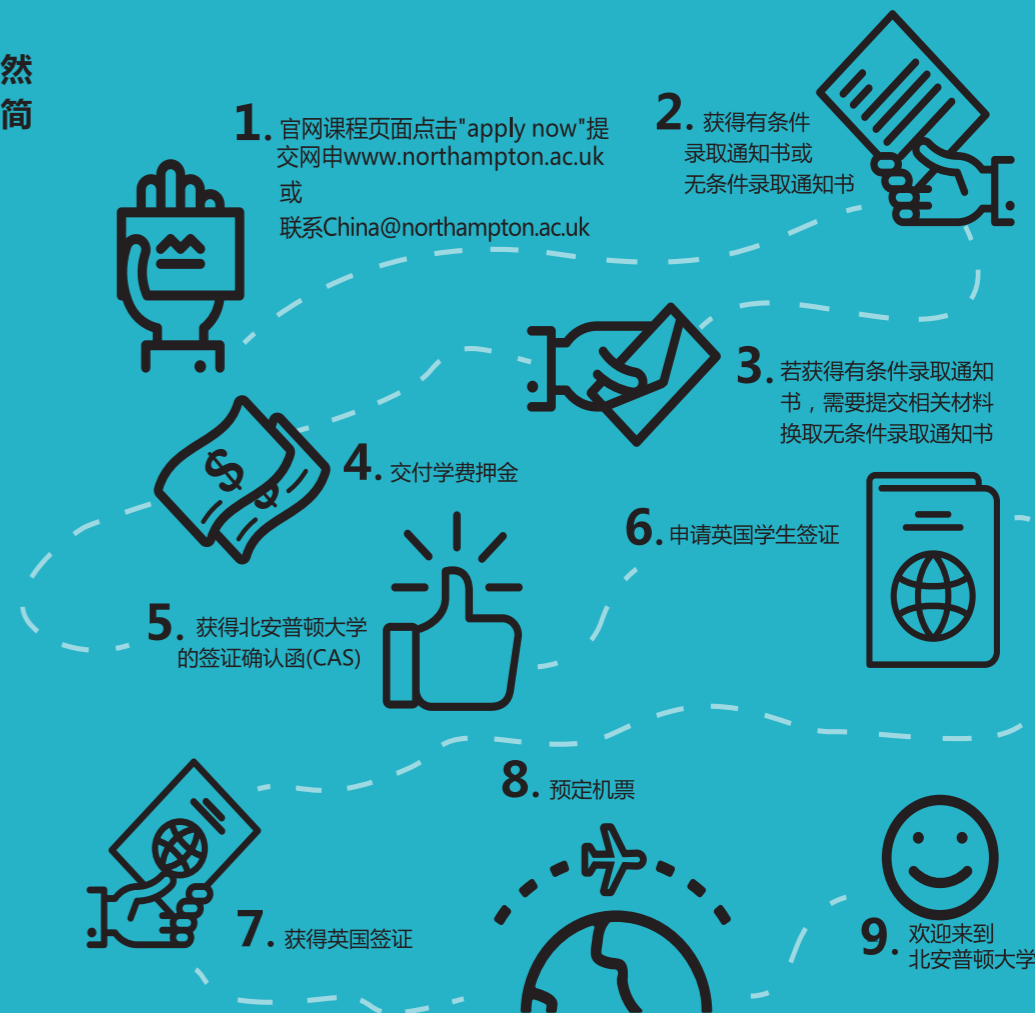 然
简
1. 官网课程页面点击"apply now"提
交网申www.northampton.ac.uk
或
联系China@northampton.ac.uk
2. 获得有条件
录取通知书或
无条件录取通知书
3. 若获得有条件录取通知
书，需要提交相关材料
换取无条件录取通知书
4. 交付学费押金
5. 获得北安普顿大学
的签证确认函(CAS)
6. 申请英国学生签证
7. 获得英国签证
8. 预定机票
9. 欢迎来到
北安普顿大学